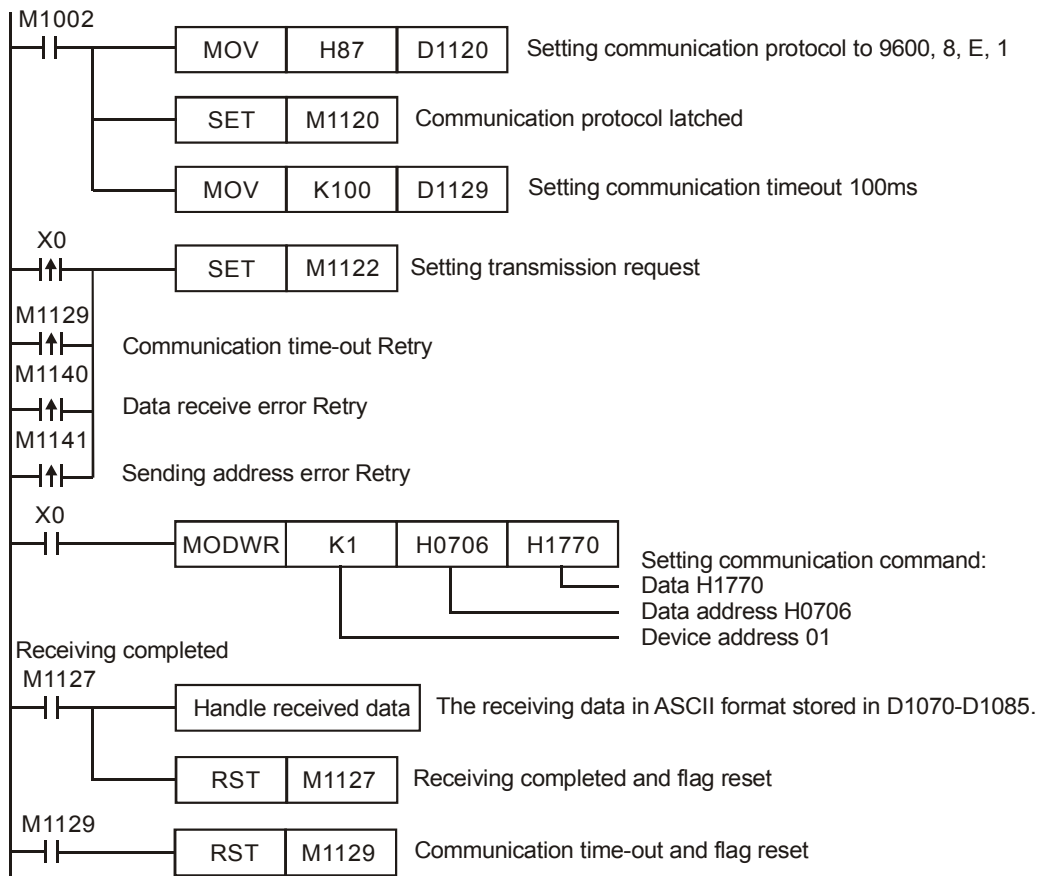 M1002
MOV H87 D1120 Setting communication protocol to 9600, 8, E, 1
SET M1120 Communication protocol latched
MOV K100 D1129 Setting communication timeout 100ms
X0
SET M1122 Setting transmission request
M1129
Communication time-out Retry
M1140
Data receive error Retry
M1141
Sending address error Retry
X0
MODWR K1 H0706 H1770
Setting communication command:
Data H1770
Data address H0706
Device address 01
Receiving completed
M1127
Handle received data The receiving data in ASCII format stored in D1070-D1085.
RST M1127 Receiving completed and flag reset
M1129
RST M1129 Communication time-out and flag reset